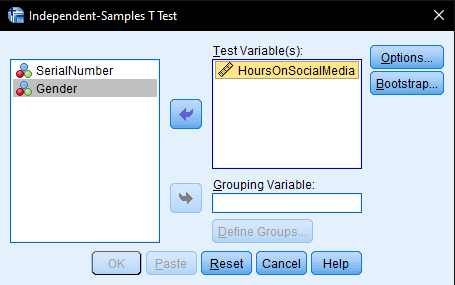 Independent-Samples T Test
SerialNumber
Gender
Test Variable(s):
HoursOnSocialMedia
Options...
Bootstrap...
Grouping Variable:
Define Groups...
OK Paste Reset Cancel Help